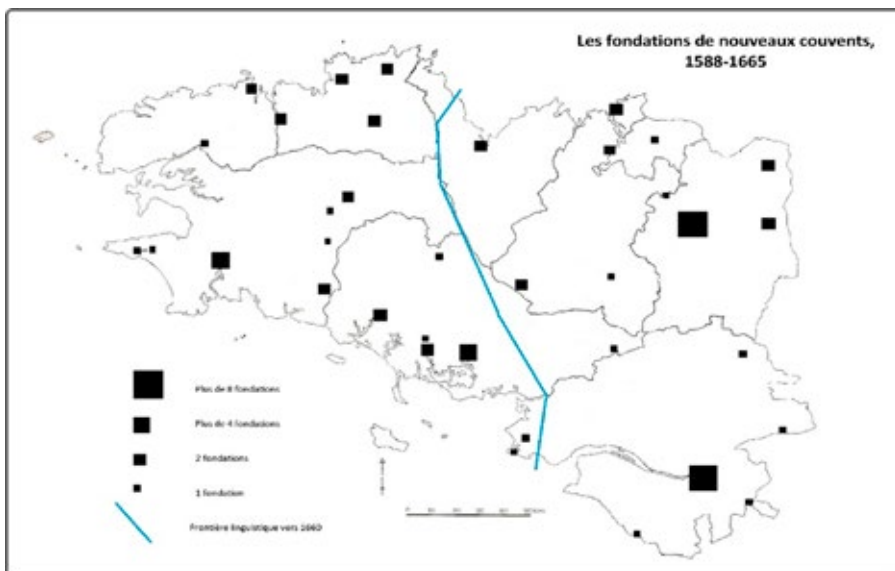 Les fondations de nouveaux couvents,
1588-1665
Plus de 8 fondations
Plus de 4 fondations
2 fondations
1 fondation
Frontière linguistique vers